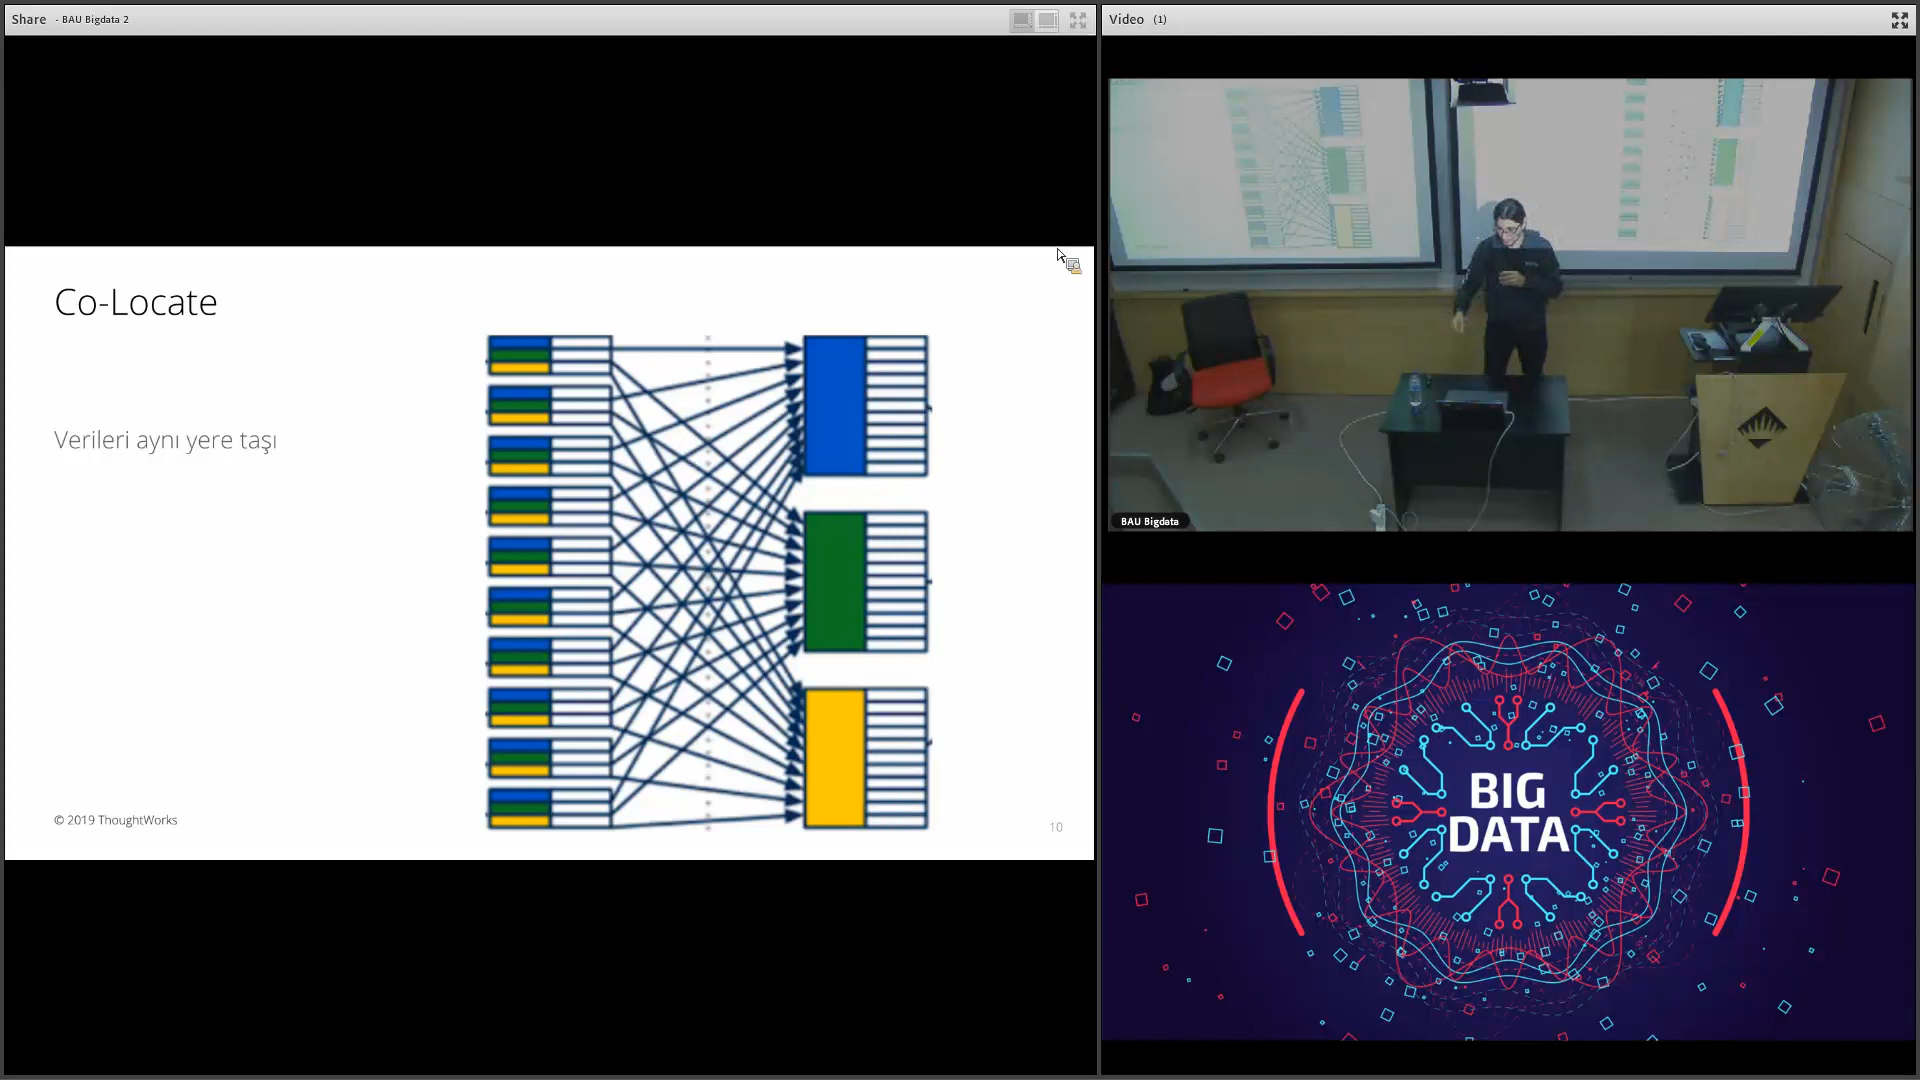 Share - BAU Bigdata 2
Video (1)
Co-Locate
Verileri aynı yere taşı
© 2019 ThoughtWorks
10
BAU Bigdata
BIG
DATA